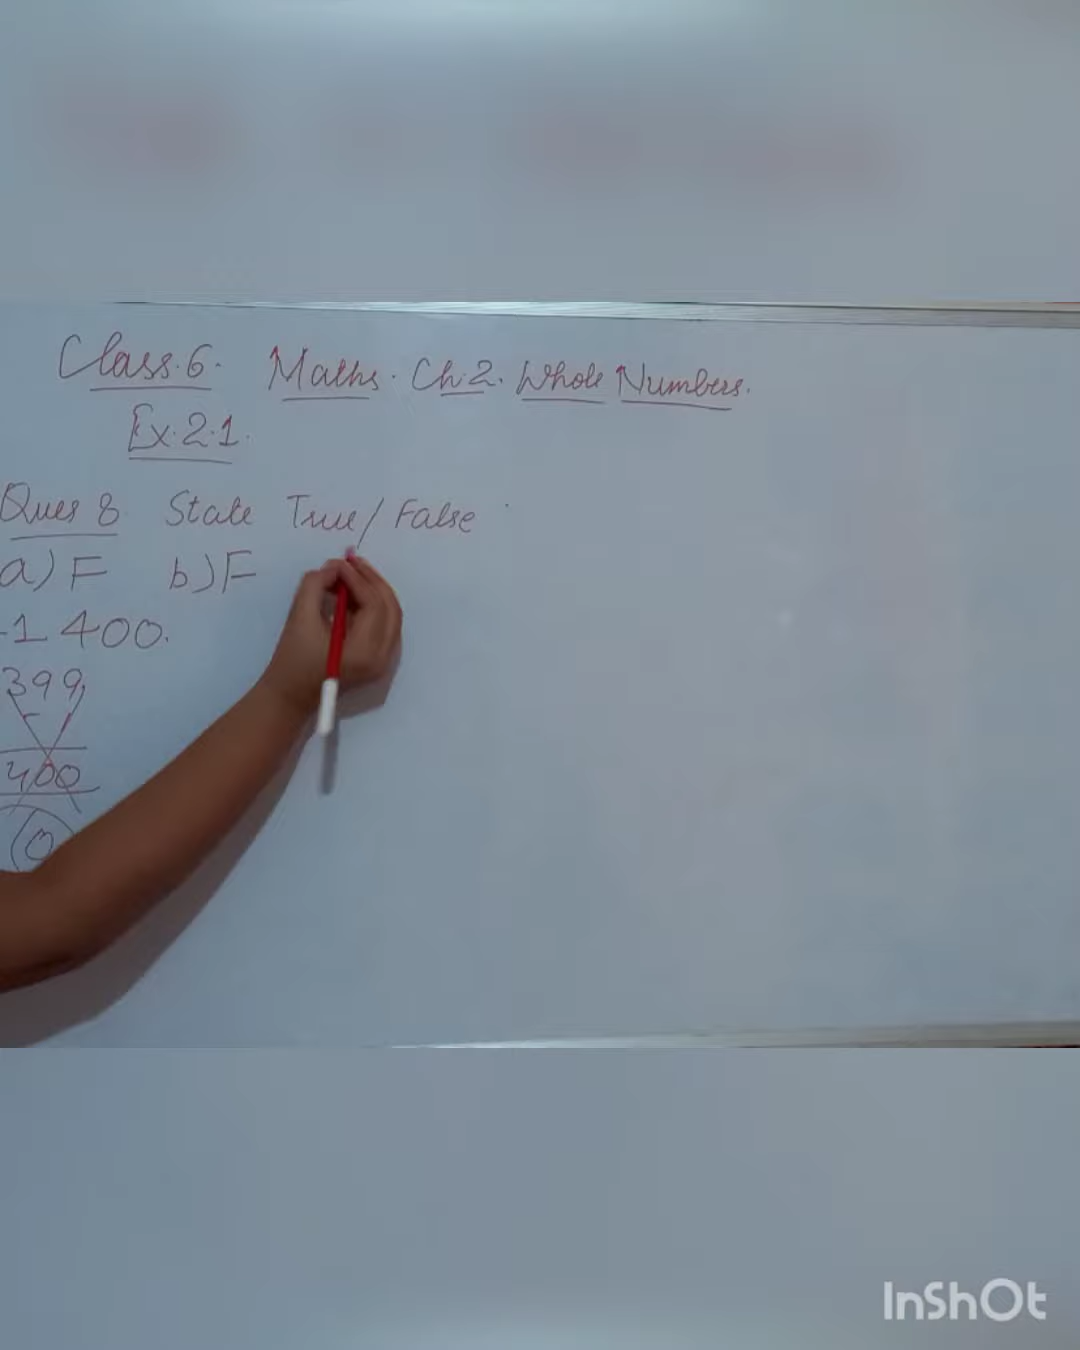 Class.6. Maths. Ch.2. Whole Numbers.
Ex.2.1.
Ques 8 State True/False
a) F b) F
-1 400.
399
400
InShOt